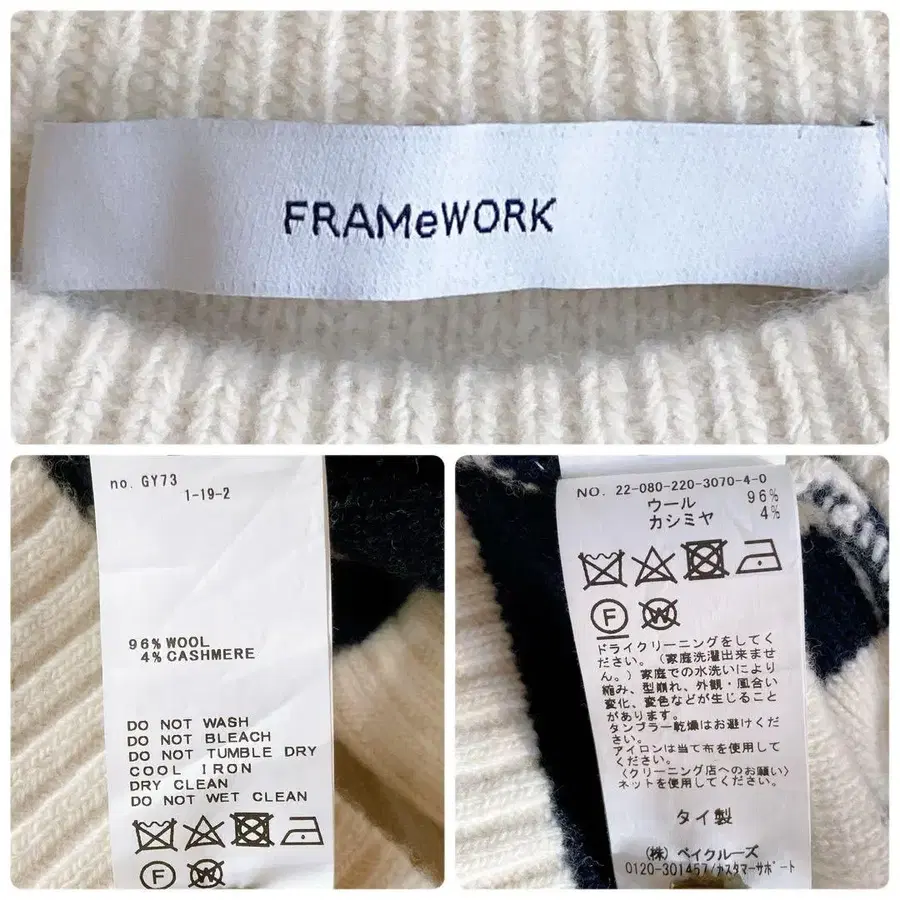 FRAMeWORK
no. GY73
1-19-2
96% WOOL
4% CASHMERE
DO NOT WASH
DO NOT BLEACH
DO NOT TUMBLE DRY
COOL IRON
DRY CLEAN
DO NOT WET CLEAN
F
W
NO. 22-080-220-3070-4-0
ウール 96%
カシミヤ 4%
F
W
ドライクリーニングをしてく
ださい。(家庭洗濯出来ませ
ん。)家庭での水洗いにより
縮み、型崩れ、外観・風合い
変化、変色などが生じること
があります。
タンブラー乾燥はお避けくだ
さい。
アイロンは当て布を使用して
ください。
〈クリーニング店へのお願い〉
ネットを使用してください。
タイ製
(株) ベイクルーズ
0120-301457/カスタマーサポート